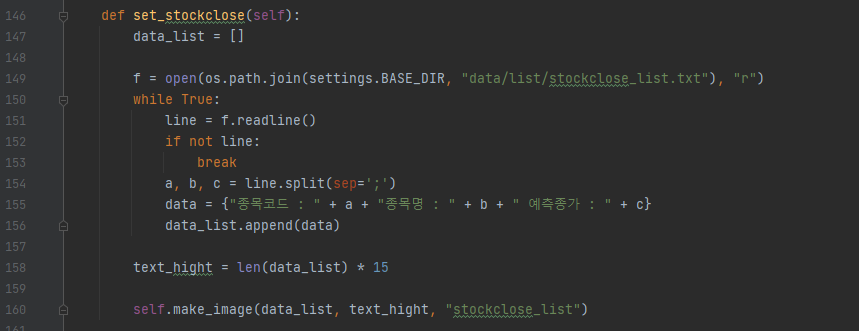 146 def set_stockclose(self):
147 data_list = []
148
149 f = open(os.path.join(settings.BASE_DIR, "data/list/stockclose_list.txt"), "r")
150 while True:
151 line = f.readline()
152 if not line:
153 break
154 a, b, c = line.split(sep=';')
155 data = {"종목코드 : " + a + "종목명 : " + b + " 예측종가 : " + c}
156 data_list.append(data)
157
158 text_hight = len(data_list) * 15
159
160 self.make_image(data_list, text_hight, "stockclose_list")
161